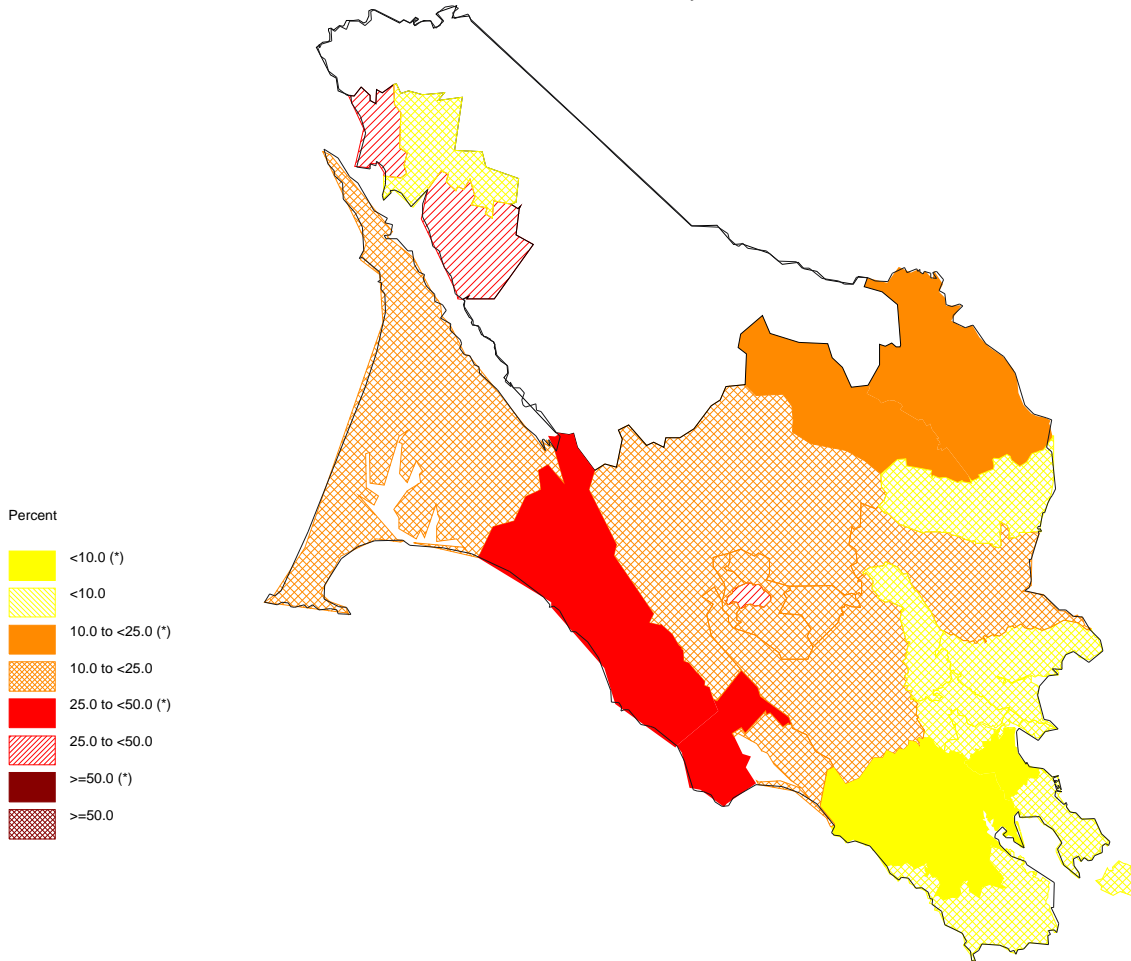 Percent
<10.0 (*)
<10.0
10.0 to <25.0 (*)
10.0 to <25.0
25.0 to <50.0 (*)
25.0 to <50.0
>=50.0 (*)
>=50.0